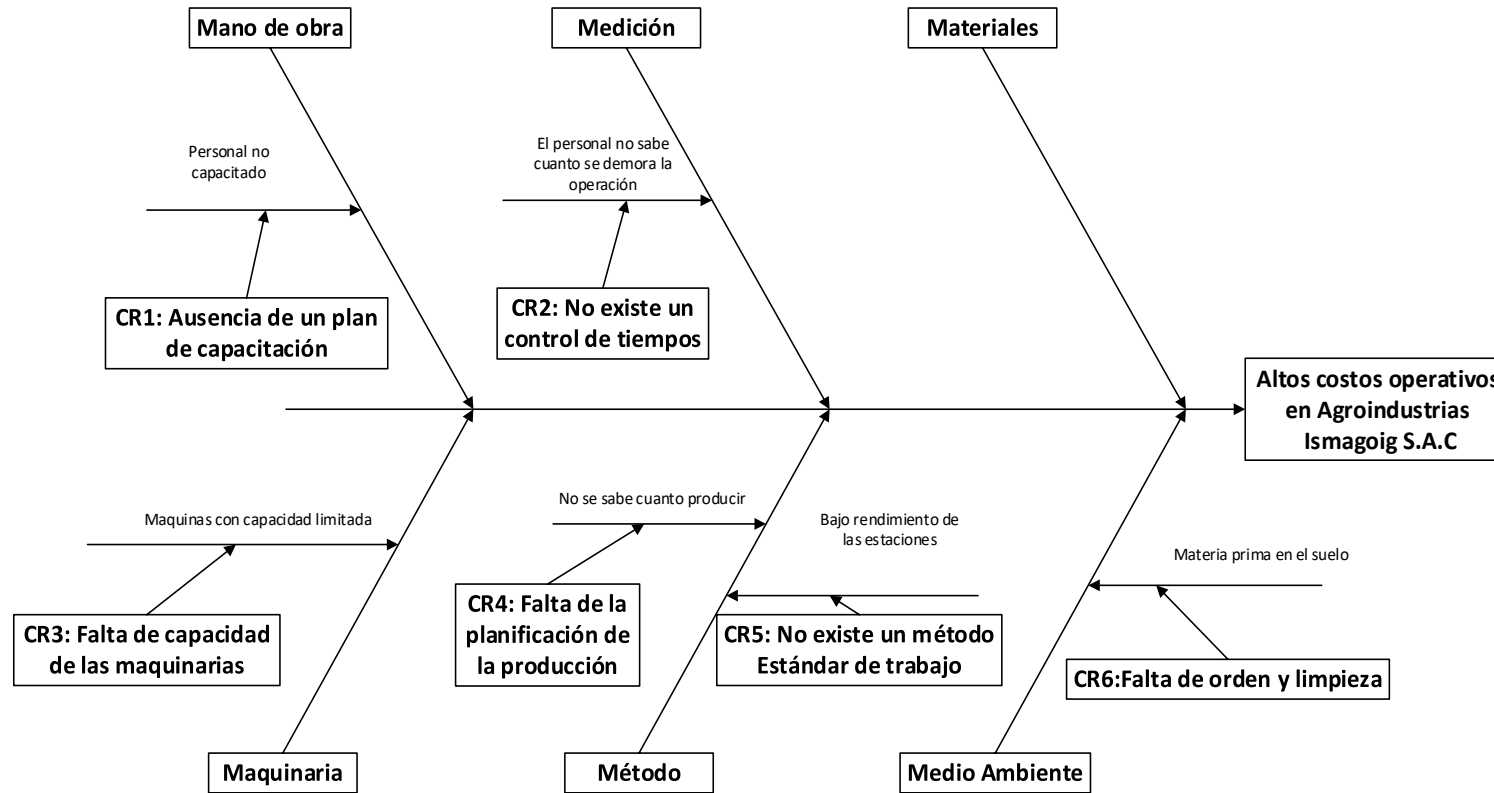 Mano de obra
Medición
Materiales
Personal no
capacitado
El personal no sabe
cuanto se demora la
operación
CR1: Ausencia de un plan
de capacitación
CR2: No existe un
control de tiempos
Altos costos operativos
en Agroindustrias
Ismagoig S.A.C
Maquinas con capacidad limitada
No se sabe cuanto producir
Bajo rendimiento de
las estaciones
Materia prima en el suelo
CR3: Falta de capacidad
de las maquinarias
CR4: Falta de la
planificación de
la producción
CR5: No existe un método
Estándar de trabajo
CR6:Falta de orden y limpieza
Maquinaria
Método
Medio Ambiente